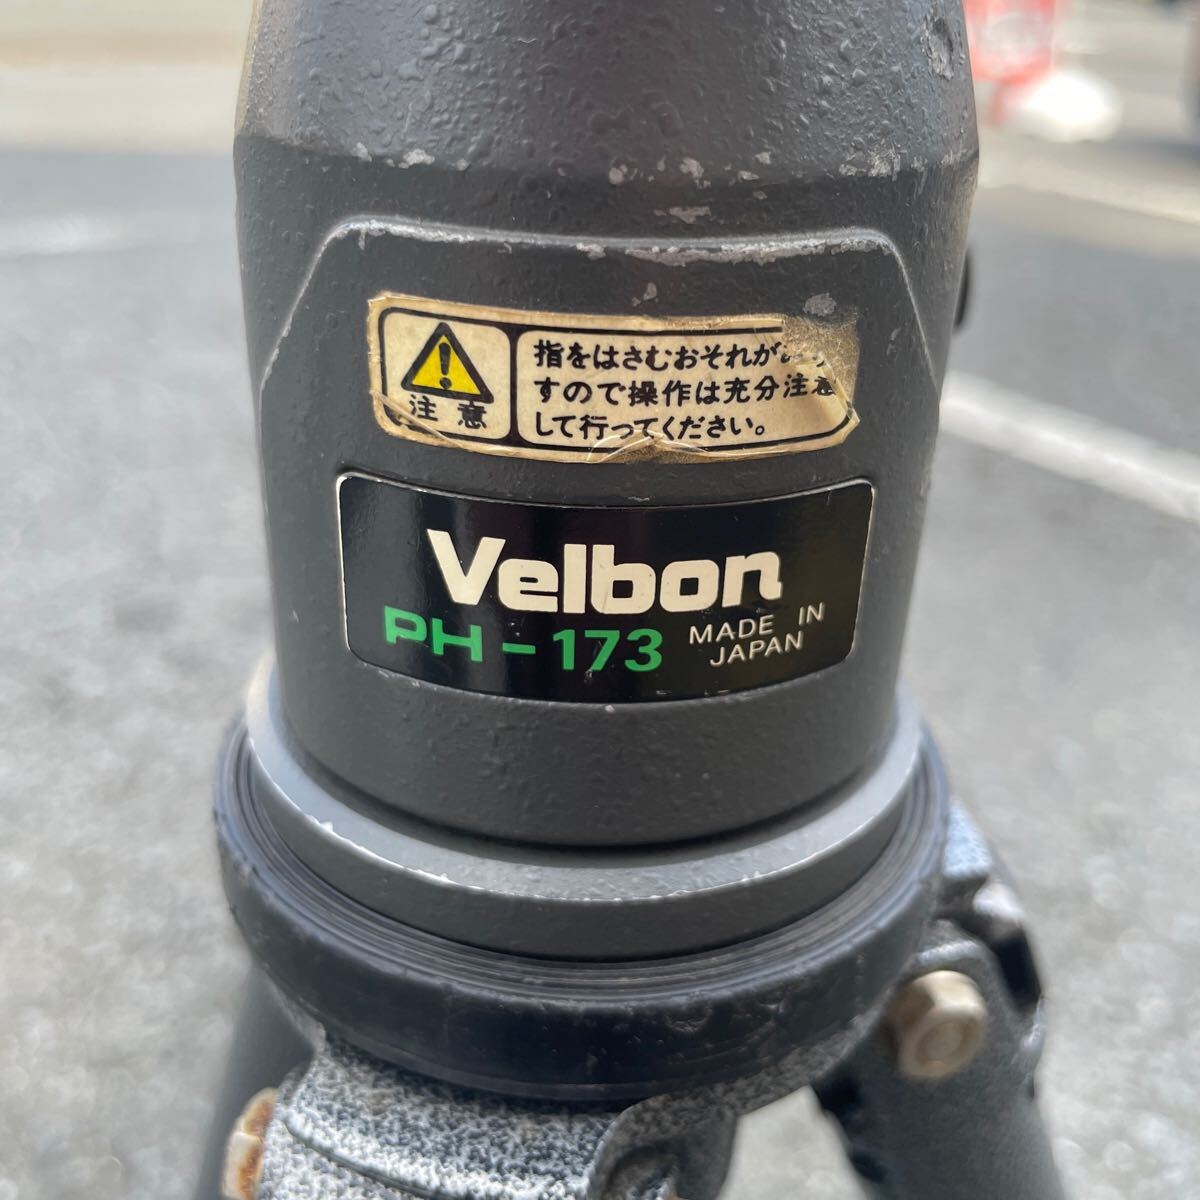 注意
指をはさむおそれが
すので操作は充分注意
して行ってください。
Velbon
PH-173
MADE IN
JAPAN